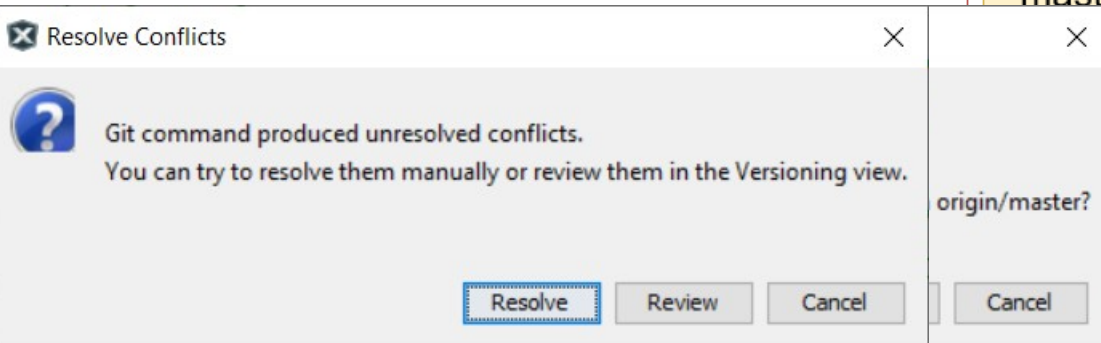 Resolve Conflicts
Git command produced unresolved conflicts.
You can try to resolve them manually or review them in the Versioning view.
origin/master?
Resolve
Review
Cancel
Cancel